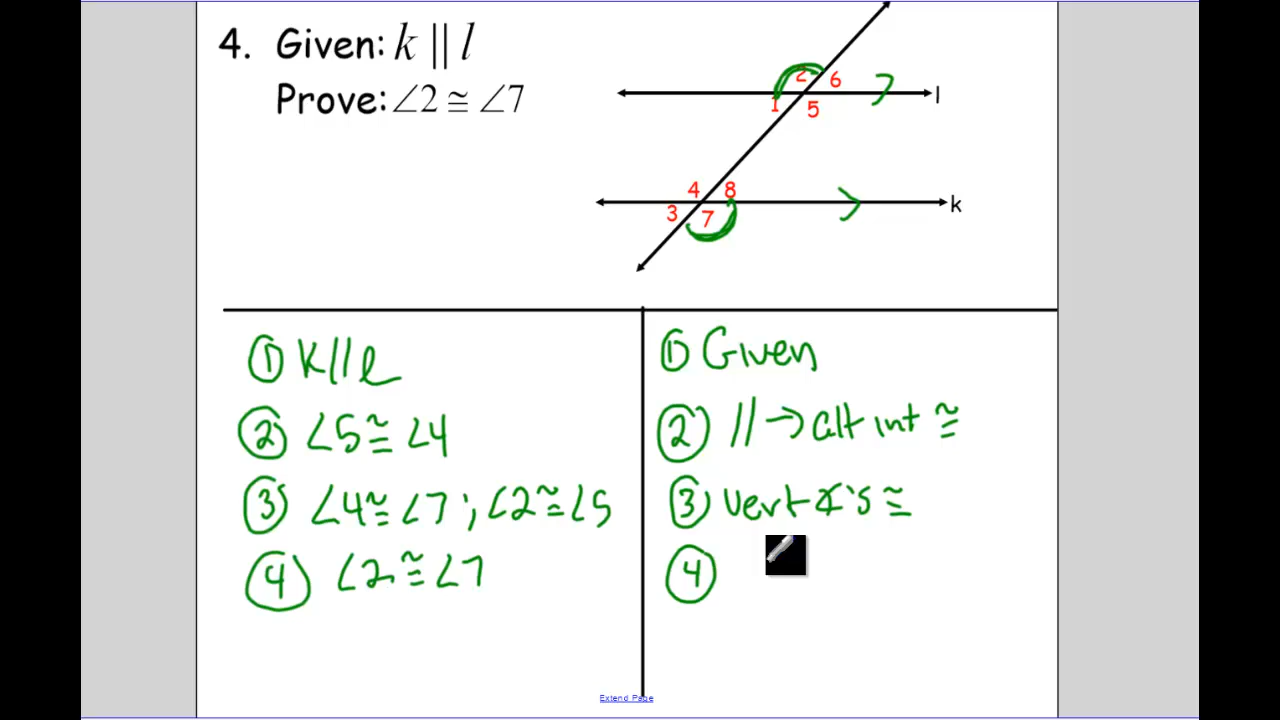 4. Given: k || l
Prove: ∠2 ≅ ∠7
2 6
1 5
l
4 8
3 7
k
① K//l
① Given
② ∠5 ≅ ∠4
② // → alt int ≅
③ ∠4 ≅ ∠7 ; ∠2 ≅ ∠5
③ vert ∡'s ≅
④ ∠2 ≅ ∠7
④
Extend Page